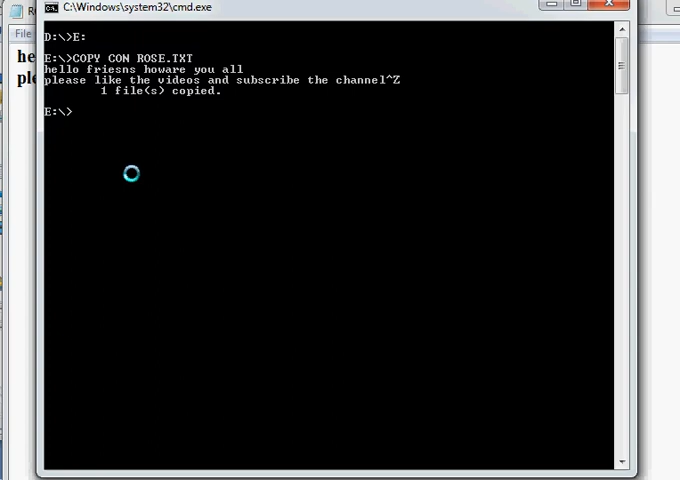 C:\Windows\system32\cmd.exe
File
D:\>E:
E:\>COPY CON ROSE.TXT
hello friesns howare you all
please like the videos and subscribe the channel^Z
1 file(s) copied.
E:\>